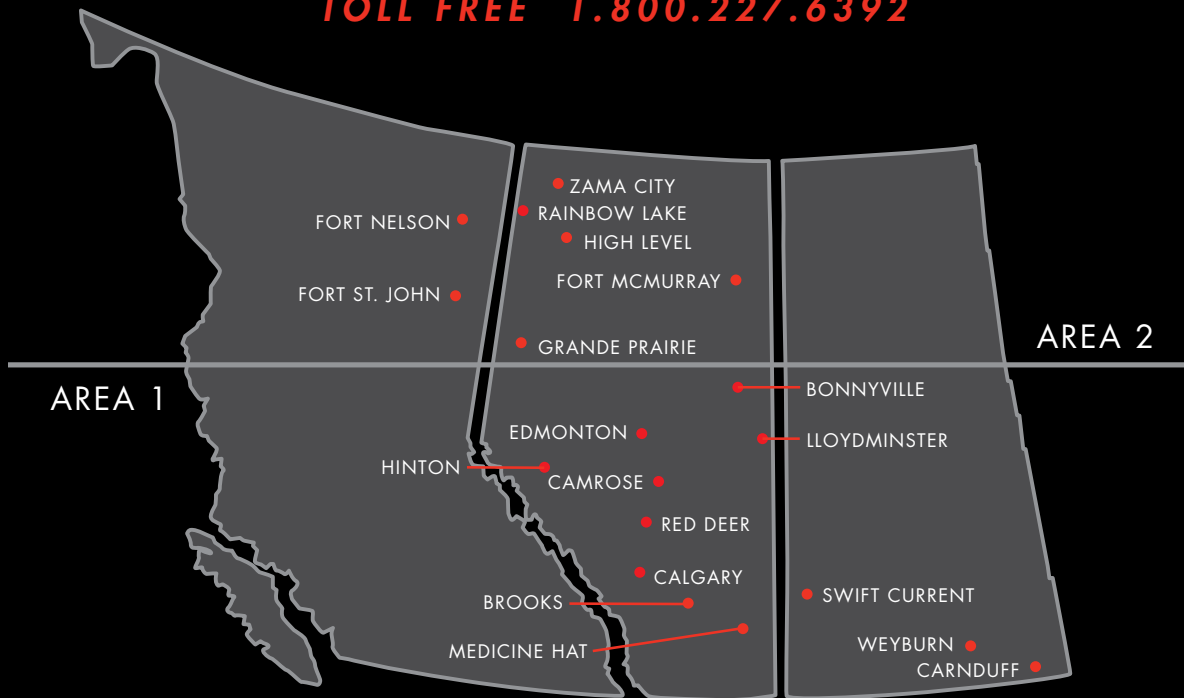 TOLL FREE 1.800.227.6392
ZAMA CITY
RAINBOW LAKE
FORT NELSON
HIGH LEVEL
FORT MCMURRAY
FORT ST. JOHN
AREA 2
GRANDE PRAIRIE
AREA 1
BONNYVILLE
EDMONTON
LLOYDMINSTER
HINTON
CAMROSE
RED DEER
CALGARY
SWIFT CURRENT
BROOKS
WEYBURN
MEDICINE HAT
CARNDUFF